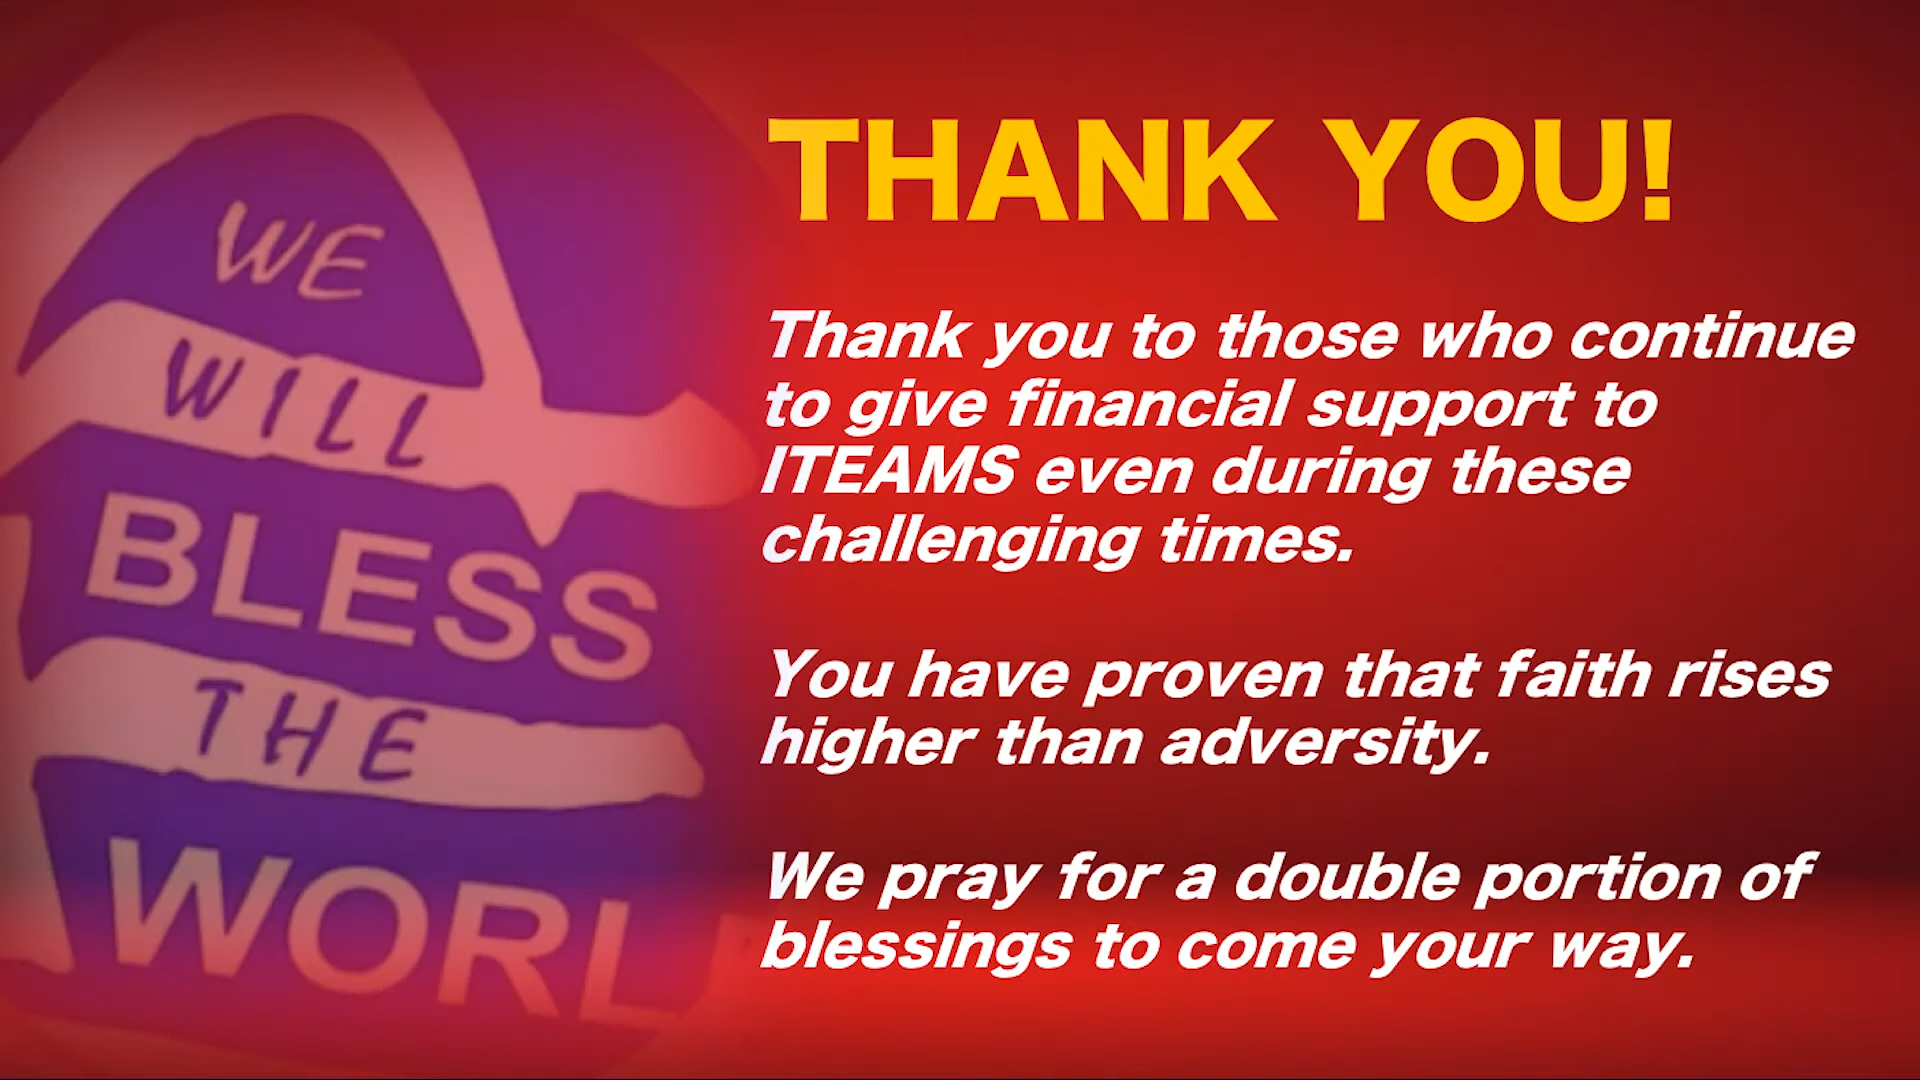 WE
WILL
BLESS
THE
WORL
THANK YOU!
Thank you to those who continue
to give financial support to
ITEAMS even during these
challenging times.
You have proven that faith rises
higher than adversity.
We pray for a double portion of
blessings to come your way.